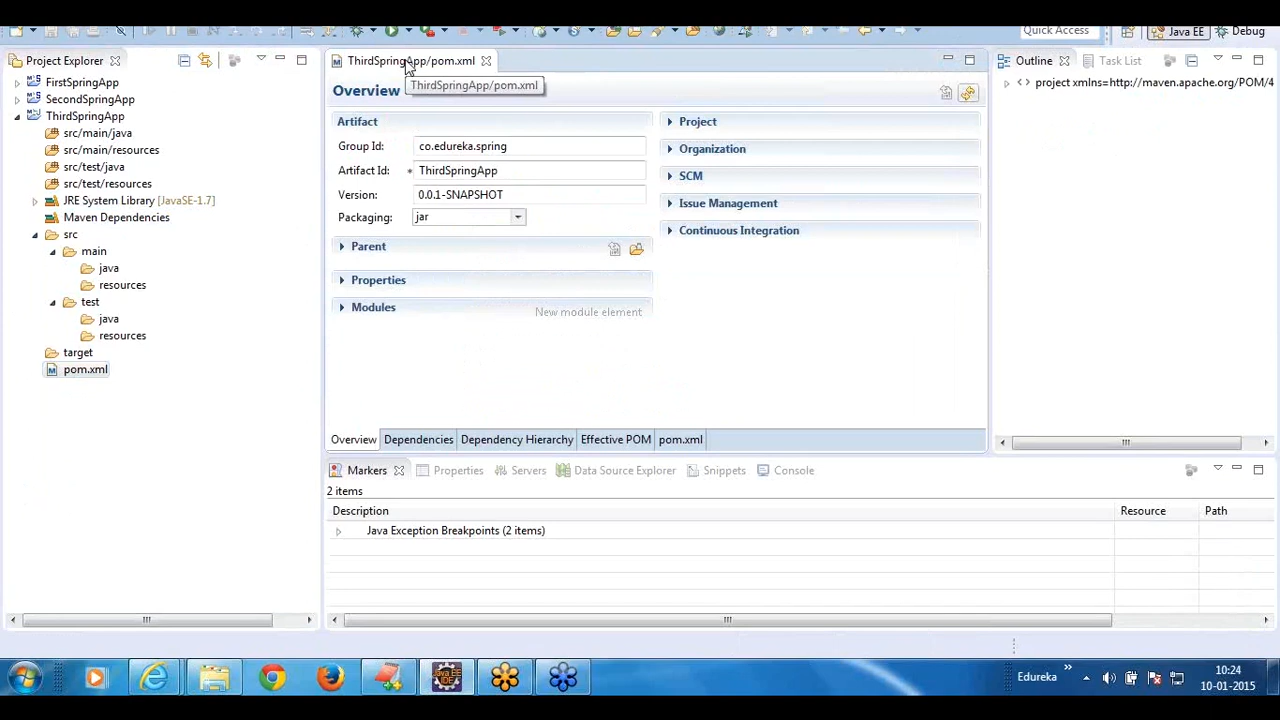 Quick Access
Java EE
Debug
Project Explorer
FirstSpringApp
SecondSpringApp
ThirdSpringApp
src/main/java
src/main/resources
src/test/java
src/test/resources
JRE System Library [JavaSE-1.7]
Maven Dependencies
src
main
java
resources
test
java
resources
target
pom.xml
ThirdSpringApp/pom.xml
ThirdSpringApp/pom.xml
Overview
Artifact
Group Id: co.edureka.spring
Artifact Id: * ThirdSpringApp
Version: 0.0.1-SNAPSHOT
Packaging: jar
Parent
Properties
Modules
New module element
Project
Organization
SCM
Issue Management
Continuous Integration
Overview Dependencies Dependency Hierarchy Effective POM pom.xml
Outline Task List
project xmlns=http://maven.apache.org/POM/4
Markers Properties Servers Data Source Explorer Snippets Console
2 items
Description Resource Path
Java Exception Breakpoints (2 items)
Java EE
IDE
Edureka
10:24
10-01-2015